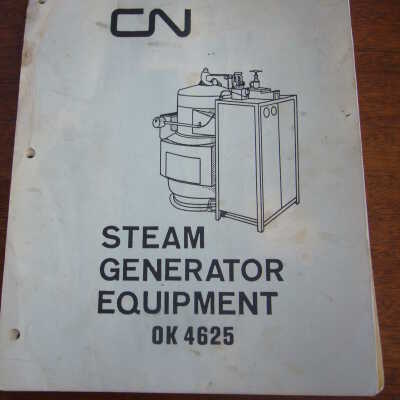 CN
STEAM
GENERATOR
EQUIPMENT
OK 4625